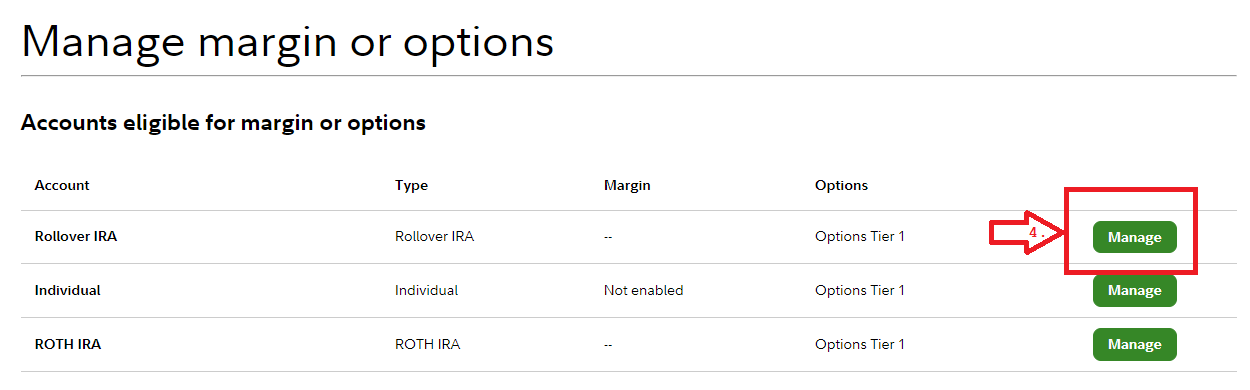 Manage margin or options
Accounts eligible for margin or options
Account Type Margin Options
Rollover IRA Rollover IRA -- Options Tier 1 4. Manage
Individual Individual Not enabled Options Tier 1 Manage
ROTH IRA ROTH IRA -- Options Tier 1 Manage